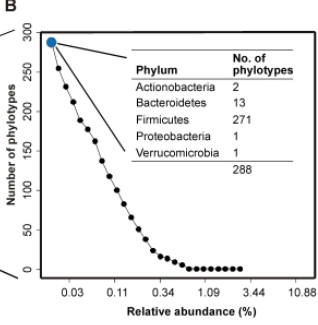 B
Number of phylotypes
300
250
200
150
100
50
0
Phylum No. of phylotypes
Actionobacteria 2
Bacteroidetes 13
Firmicutes 271
Proteobacteria 1
Verrucomicrobia 1
288
0.03 0.11 0.34 1.09 3.44 10.88
Relative abundance (%)